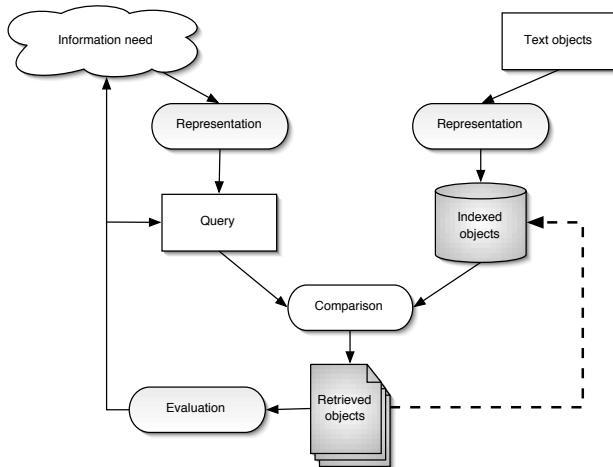 Information need
Text objects
Representation
Representation
Query
Indexed
objects
Comparison
Evaluation
Retrieved
objects